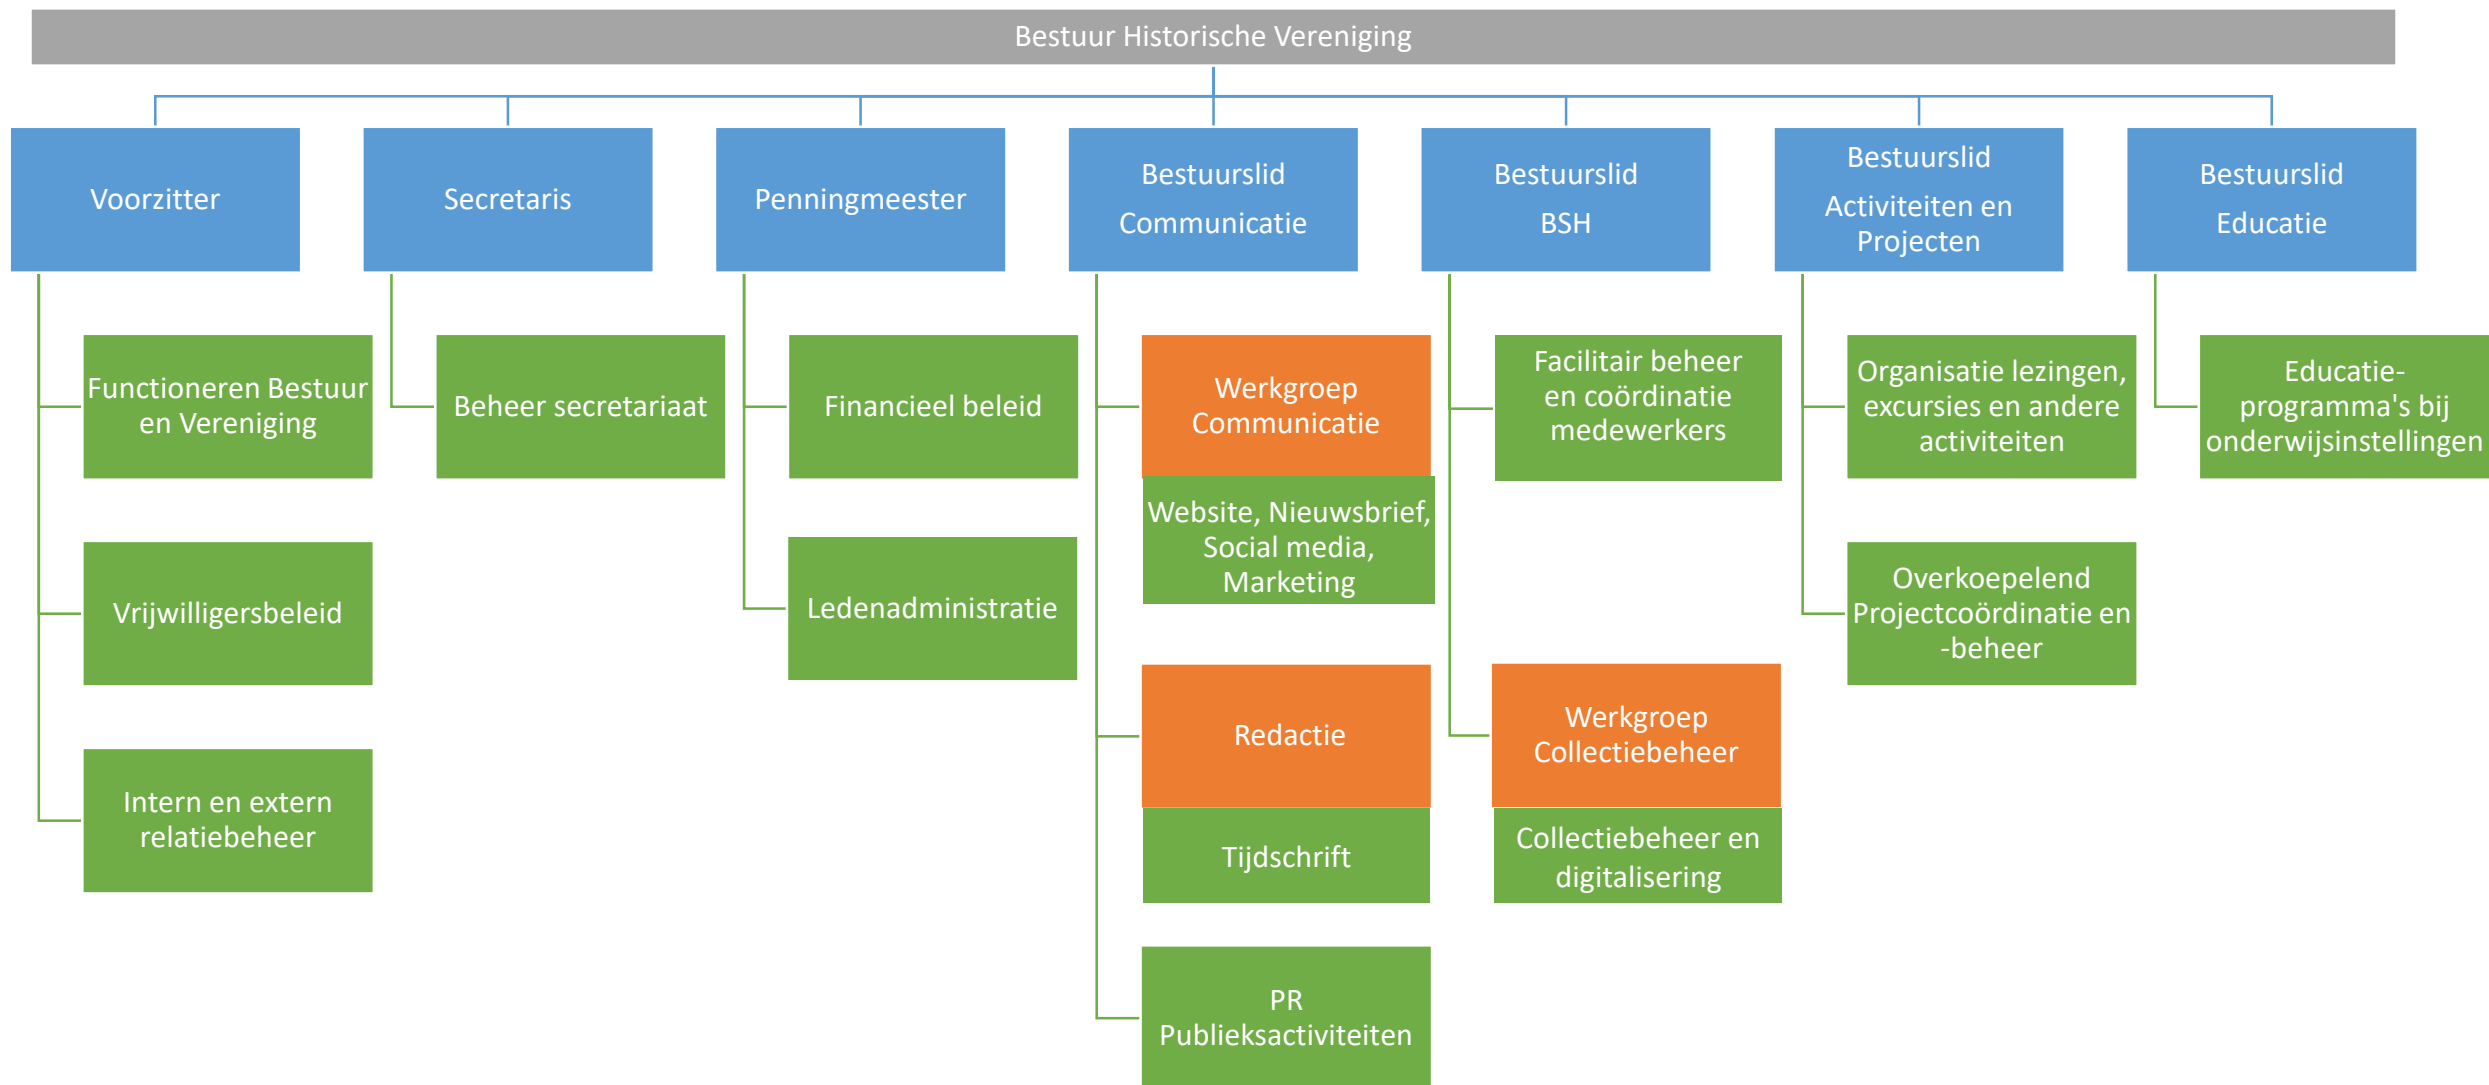 Bestuur Historische Vereniging
Voorzitter
Secretaris
Penningmeester
Bestuurslid
Communicatie
Bestuurslid
BSH
Bestuurslid
Activiteiten en
Projecten
Bestuurslid
Educatie
Functioneren Bestuur
en Vereniging
Vrijwilligersbeleid
Intern en extern
relatiebeheer
Beheer secretariaat
Financieel beleid
Ledenadministratie
Werkgroep
Communicatie
Website, Nieuwsbrief,
Social media,
Marketing
Redactie
Tijdschrift
PR
Publieksactiviteiten
Facilitair beheer
en coördinatie
medewerkers
Werkgroep
Collectiebeheer
Collectiebeheer en
digitalisering
Organisatie lezingen,
excursies en andere
activiteiten
Overkoepelend
Projectcoördinatie en
-beheer
Educatie-
programma's bij
onderwijsinstellingen